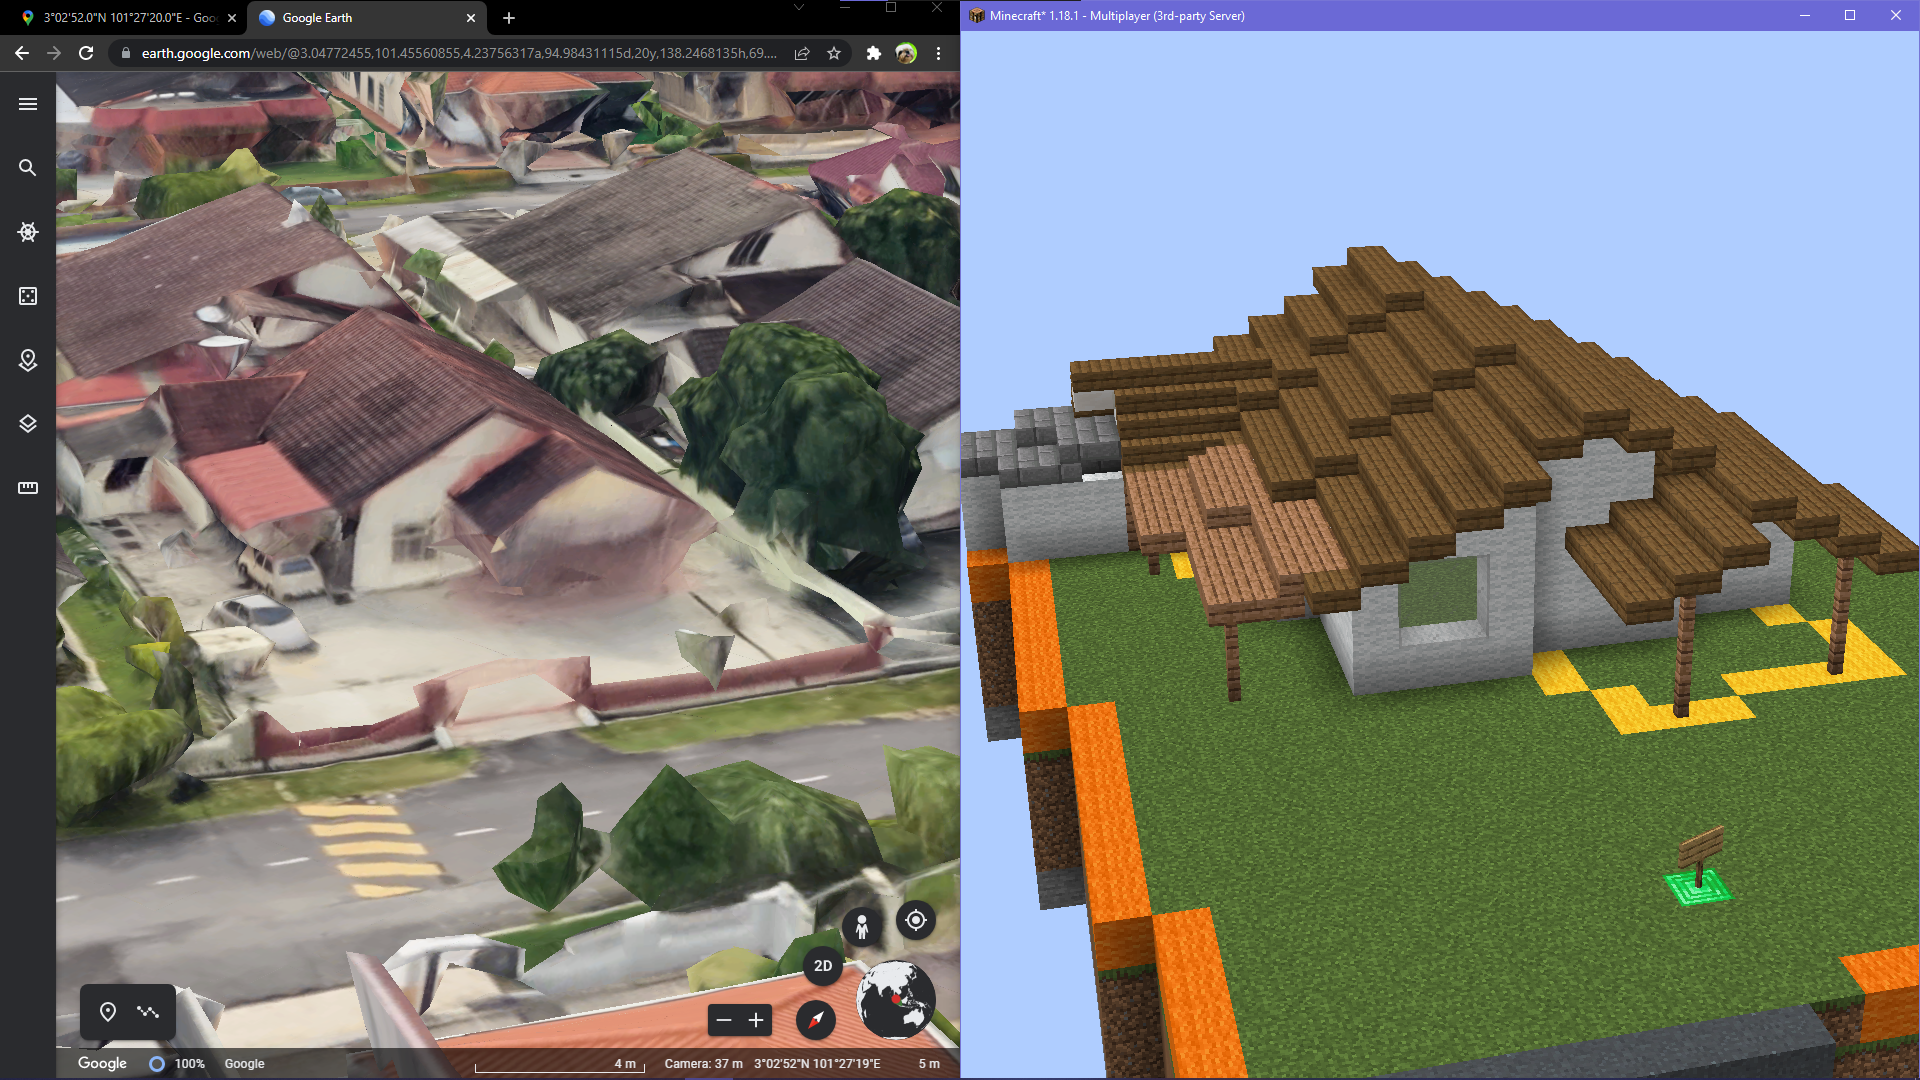 3°02'52.0"N 101°27'20.0"E - Goo
Google Earth
earth.google.com/web/@3.04772455,101.45560855,4.23756317a,94.98431115d,20y,138.2468135h,69....
Minecraft* 1.18.1 - Multiplayer (3rd-party Server)
2D
Google
100%
Google
4 m
Camera: 37 m
3°02'52"N 101°27'19"E
5 m